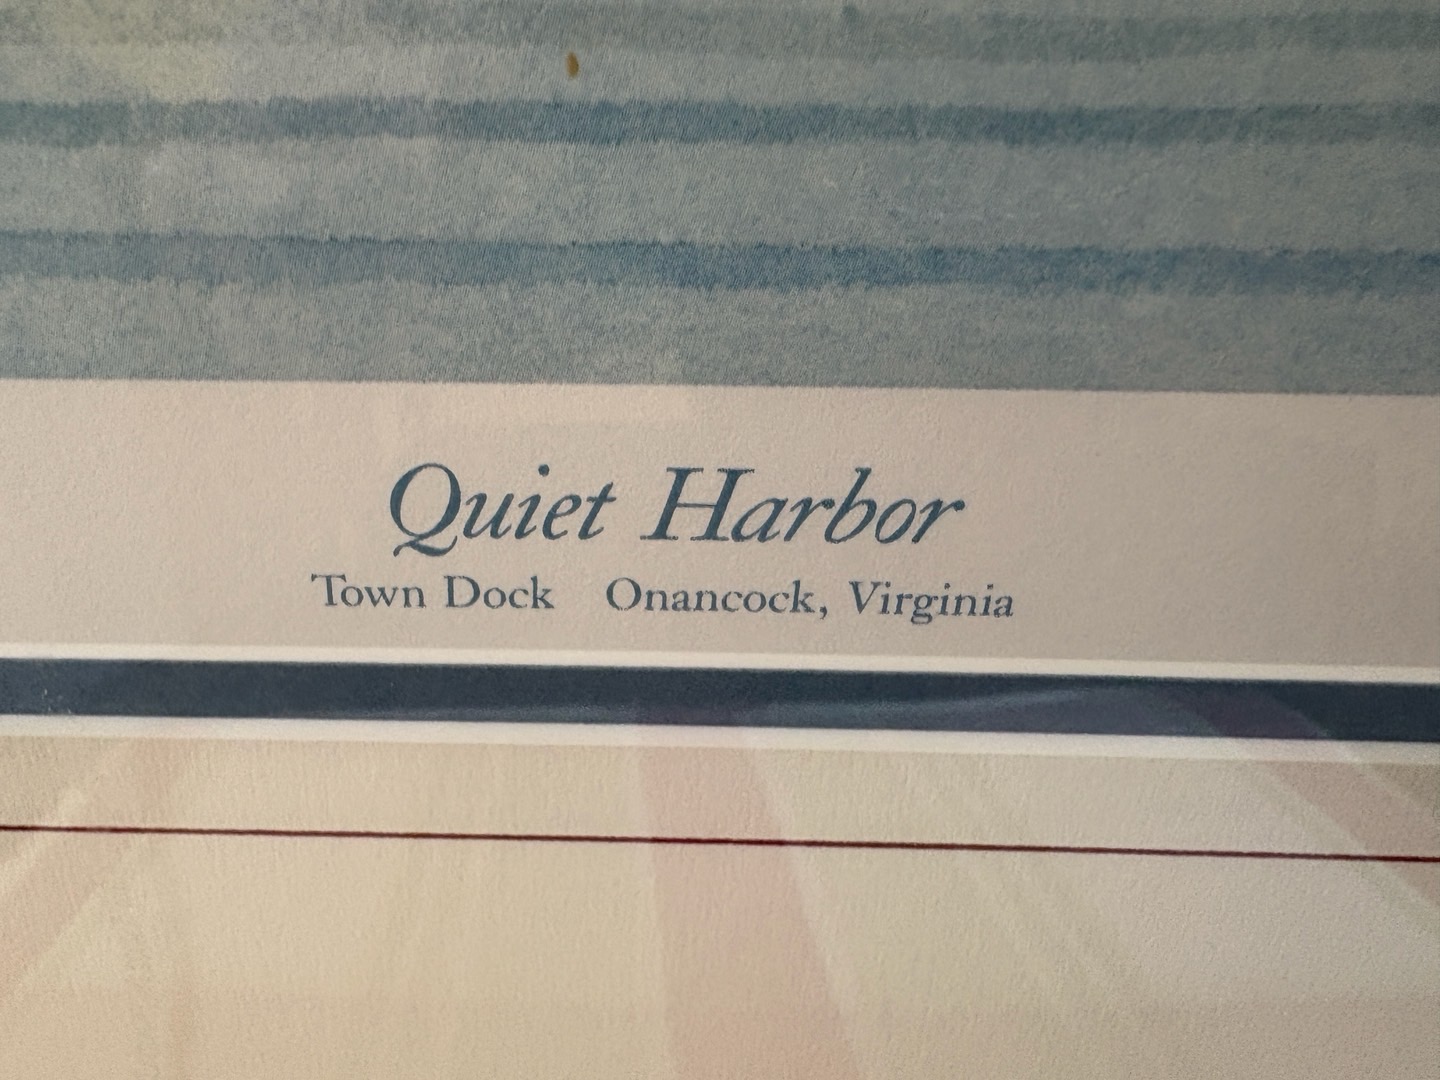 Quiet Harbor
Town Dock Onancock, Virginia